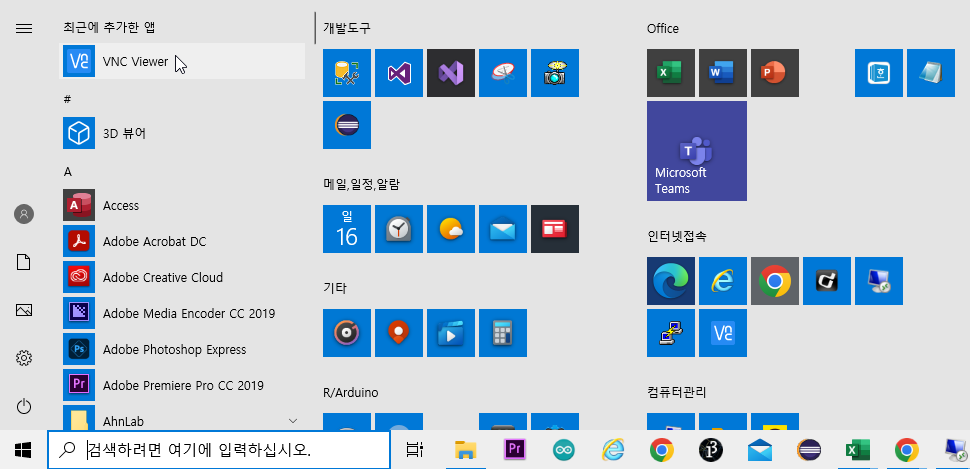 최근에 추가한 앱
VNC Viewer
#
3D 뷰어
A
Access
Adobe Acrobat DC
Adobe Creative Cloud
Adobe Media Encoder CC 2019
Adobe Photoshop Express
Adobe Premiere Pro CC 2019
AhnLab
개발도구
메일,일정,알람
일
16
기타
R/Arduino
Office
Microsoft
Teams
인터넷접속
컴퓨터관리
검색하려면 여기에 입력하십시오.